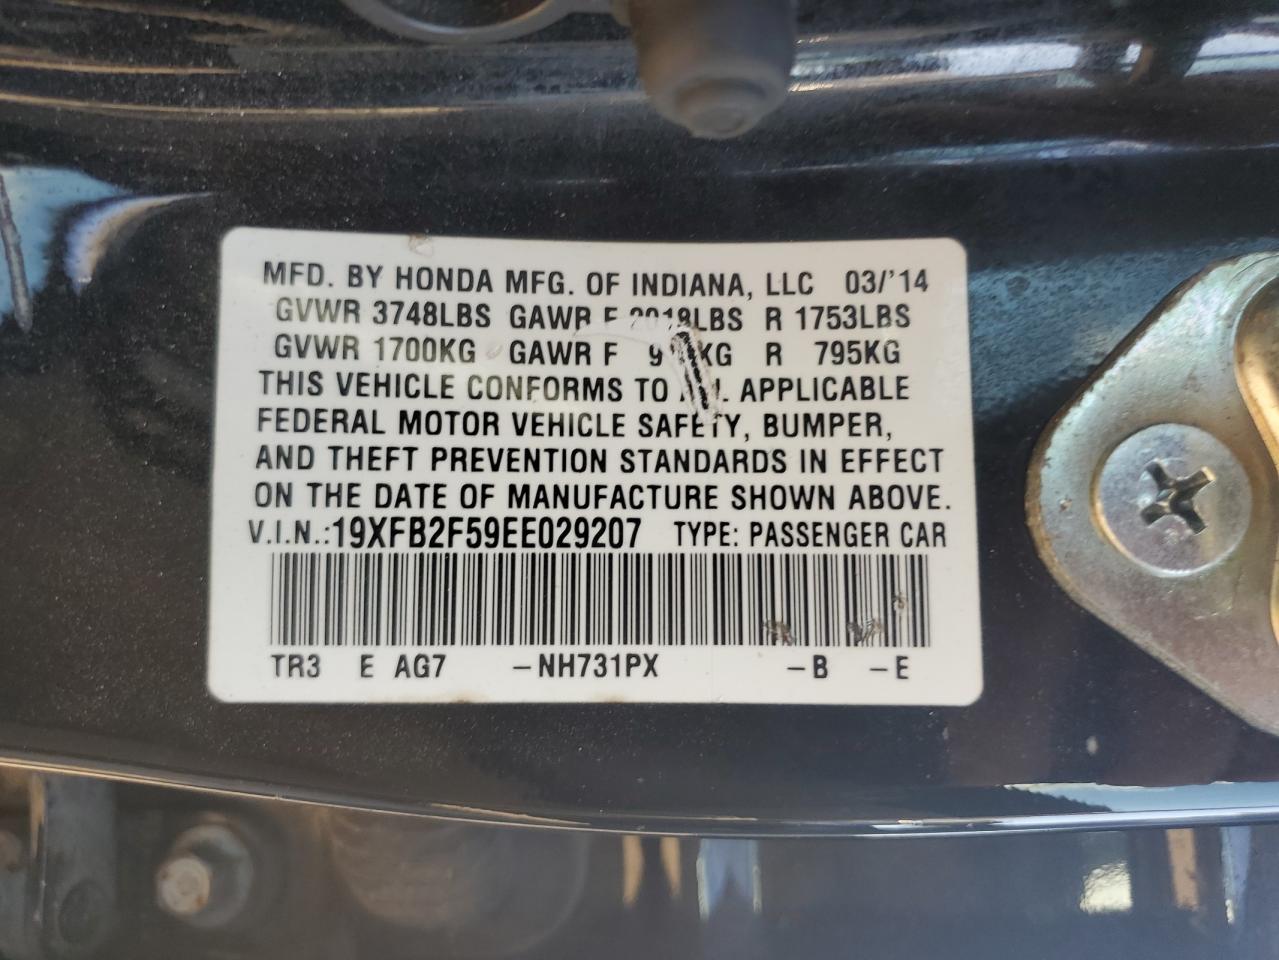 MFD. BY HONDA MFG. OF INDIANA, LLC 03/'14
GVWR 3748LBS GAWR F 2018LBS R 1753LBS
GVWR 1700KG GAWR F KG R 795KG
THIS VEHICLE CONFORMS TO APPLICABLE
FEDERAL MOTOR VEHICLE SAFETY, BUMPER,
AND THEFT PREVENTION STANDARDS IN EFFECT
ON THE DATE OF MANUFACTURE SHOWN ABOVE.
V.I.N.:19XFB2F59EE029207 TYPE: PASSENGER CAR
TR3 E AG7 –NH731PX –B –E